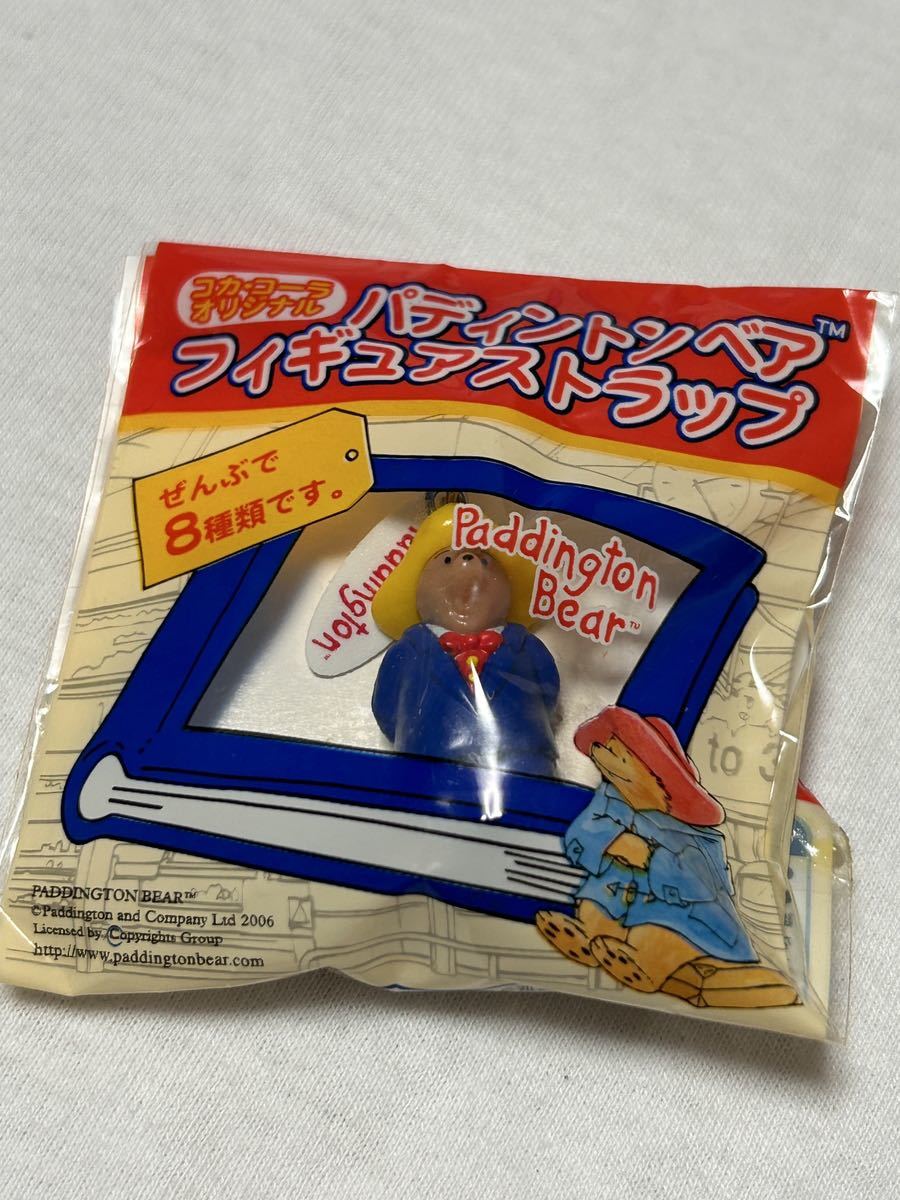 コカ・コーラ
オリジナル
パディントンベア™
フィギュアストラップ
ぜんぶで
8種類です。
Paddington
Bear™
Paddington™
to
PADDINGTON BEAR™
©Paddington and Company Ltd 2006
Licensed by Copyrights Group
http://www.paddingtonbear.com